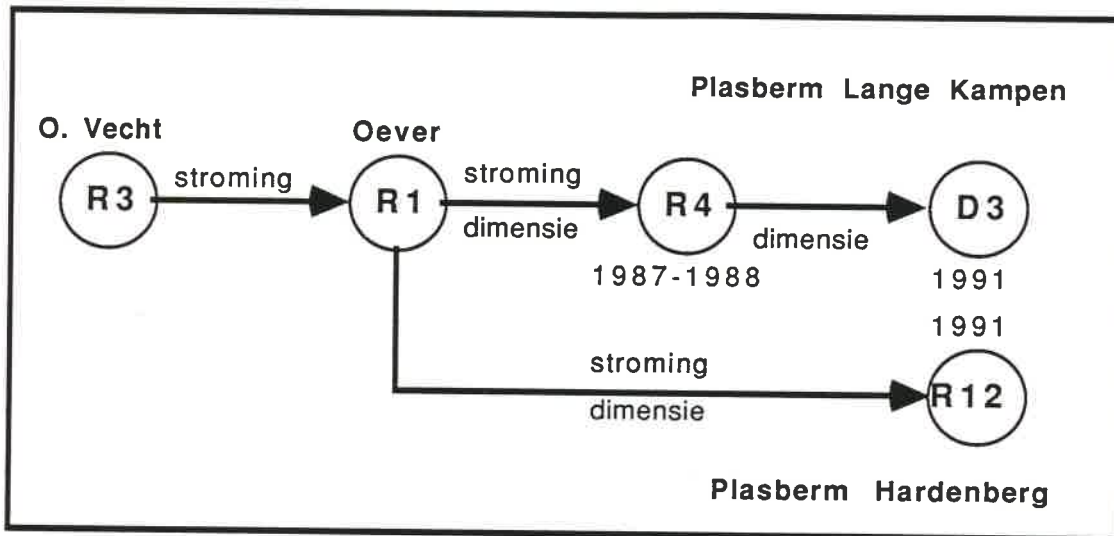 Plasberm Lange Kampen
O. Vecht
Oever
R3
stroming
R1
stroming
dimensie
R4
dimensie
D3
1987-1988
1991
1991
stroming
dimensie
R12
Plasberm Hardenberg